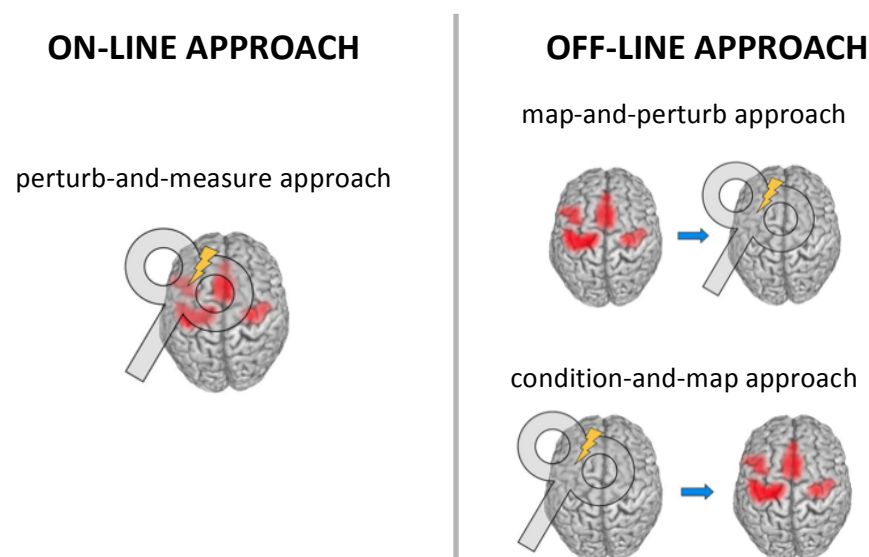 ON-LINE APPROACH
perturb-and-measure approach
OFF-LINE APPROACH
map-and-perturb approach
condition-and-map approach